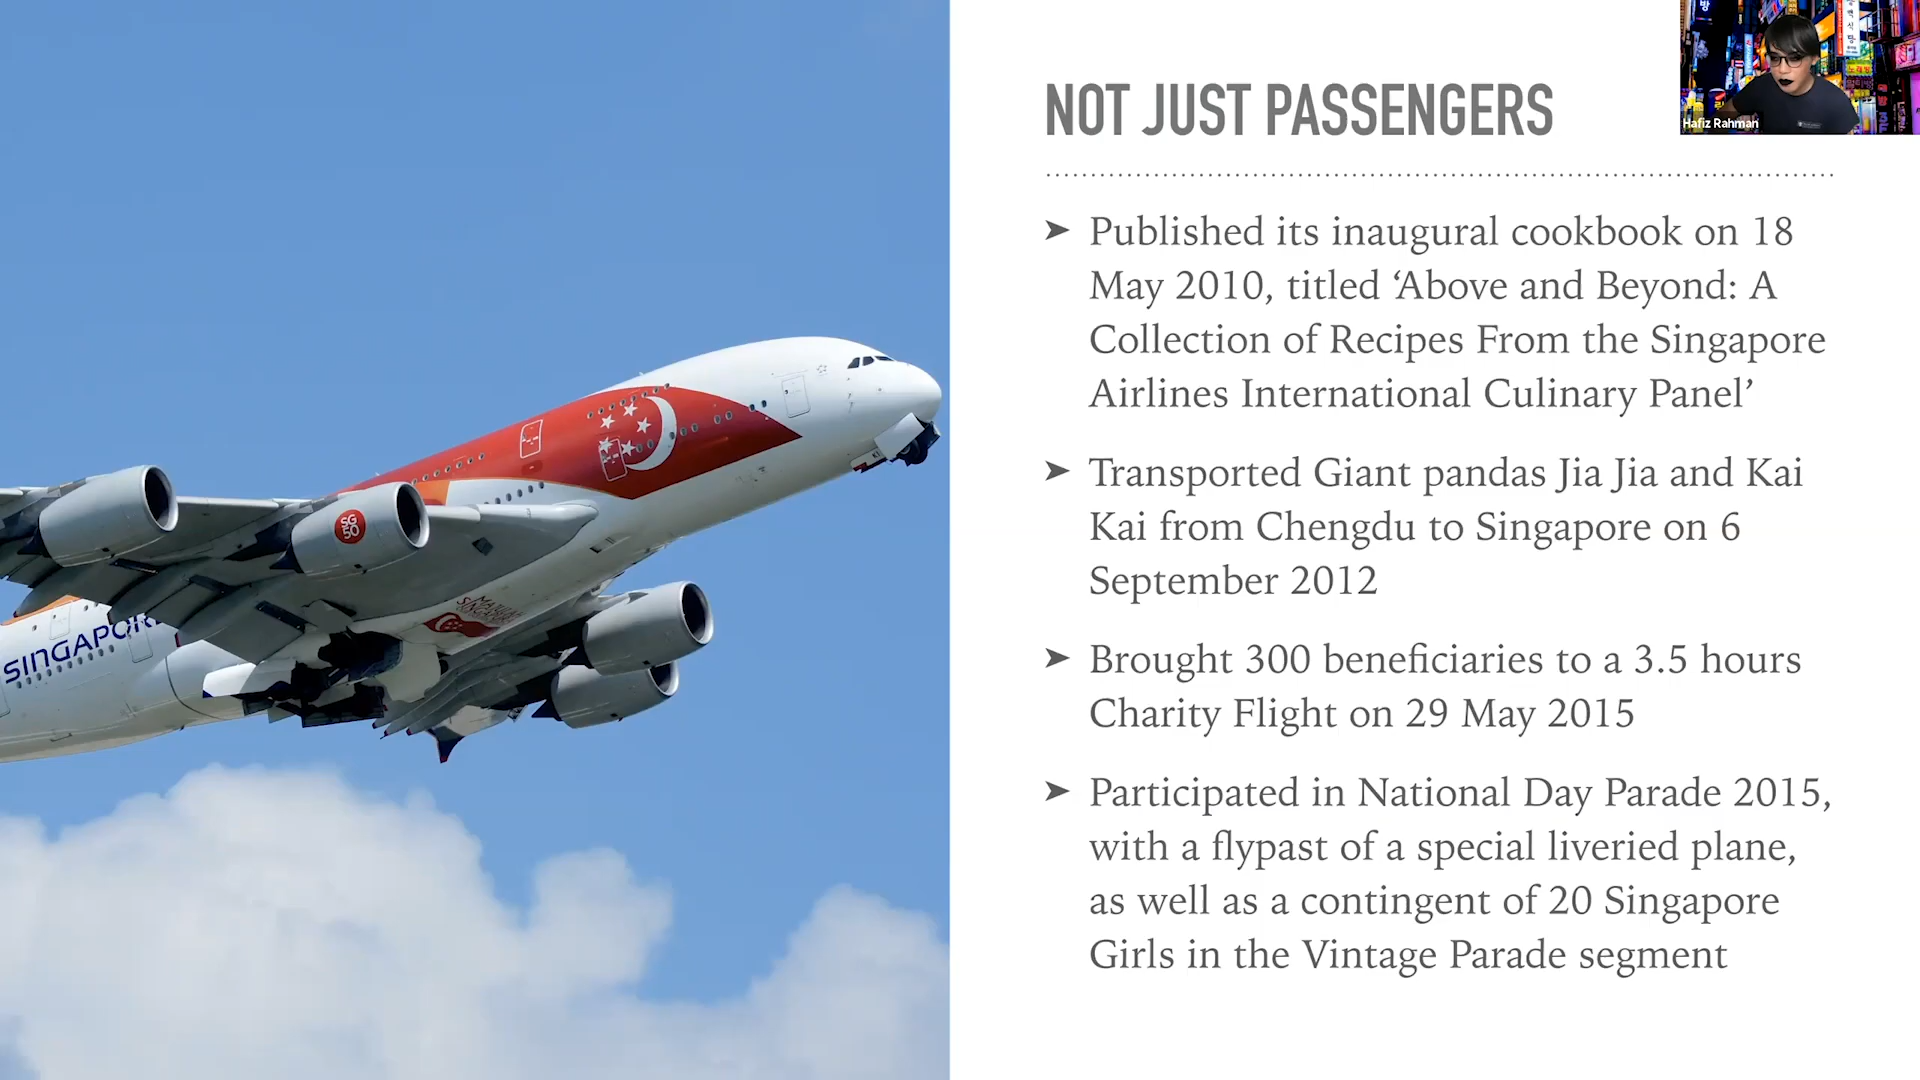 NOT JUST PASSENGERS
Hafiz Rahman
➤ Published its inaugural cookbook on 18
May 2010, titled ‘Above and Beyond: A
Collection of Recipes From the Singapore
Airlines International Culinary Panel’
➤ Transported Giant pandas Jia Jia and Kai
Kai from Chengdu to Singapore on 6
September 2012
➤ Brought 300 beneficiaries to a 3.5 hours
Charity Flight on 29 May 2015
➤ Participated in National Day Parade 2015,
with a flypast of a special liveried plane,
as well as a contingent of 20 Singapore
Girls in the Vintage Parade segment
SG
50
MAJULAH
SINGAPURA
SINGAPORE